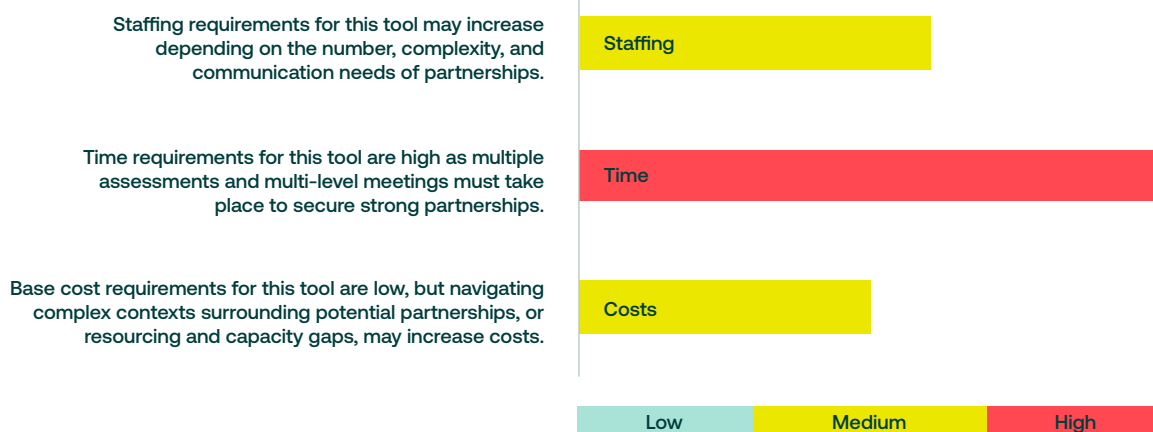 Staffing requirements for this tool may increase
depending on the number, complexity, and
communication needs of partnerships.
Staffing
Time requirements for this tool are high as multiple
assessments and multi-level meetings must take
place to secure strong partnerships.
Time
Base cost requirements for this tool are low, but navigating
complex contexts surrounding potential partnerships, or
resourcing and capacity gaps, may increase costs.
Costs
Low Medium High